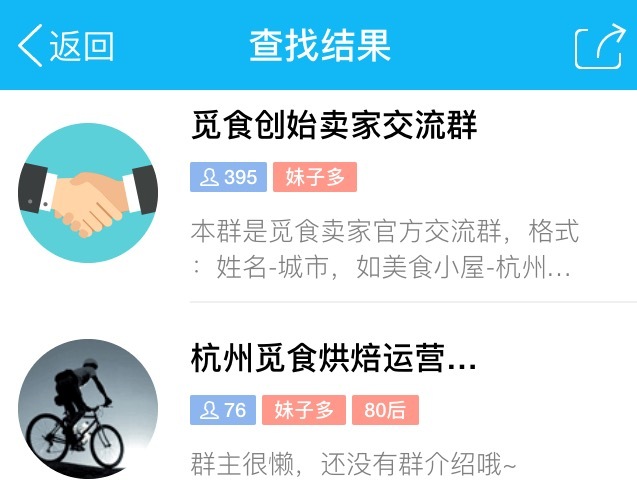 返回
查找结果
觅食创始卖家交流群
395 妹子多
本群是觅食卖家官方交流群，格式
：姓名-城市，如美食小屋-杭州...
杭州觅食烘焙运营...
76 妹子多 80后
群主很懒，还没有群介绍哦~